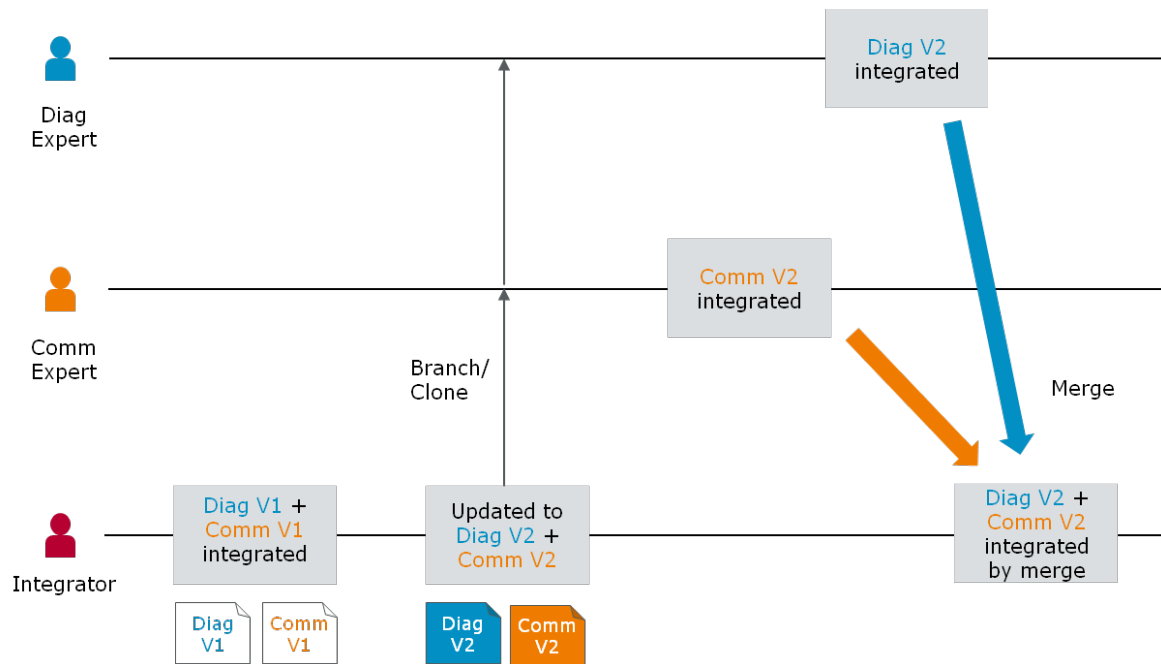 Diag V2
integrated
Diag
Expert
Comm V2
integrated
Comm
Expert
Branch/
Clone
Merge
Diag V1 +
Comm V1
integrated
Updated to
Diag V2 +
Comm V2
Diag V2 +
Comm V2
integrated
by merge
Integrator
Diag
V1
Comm
V1
Diag
V2
Comm
V2